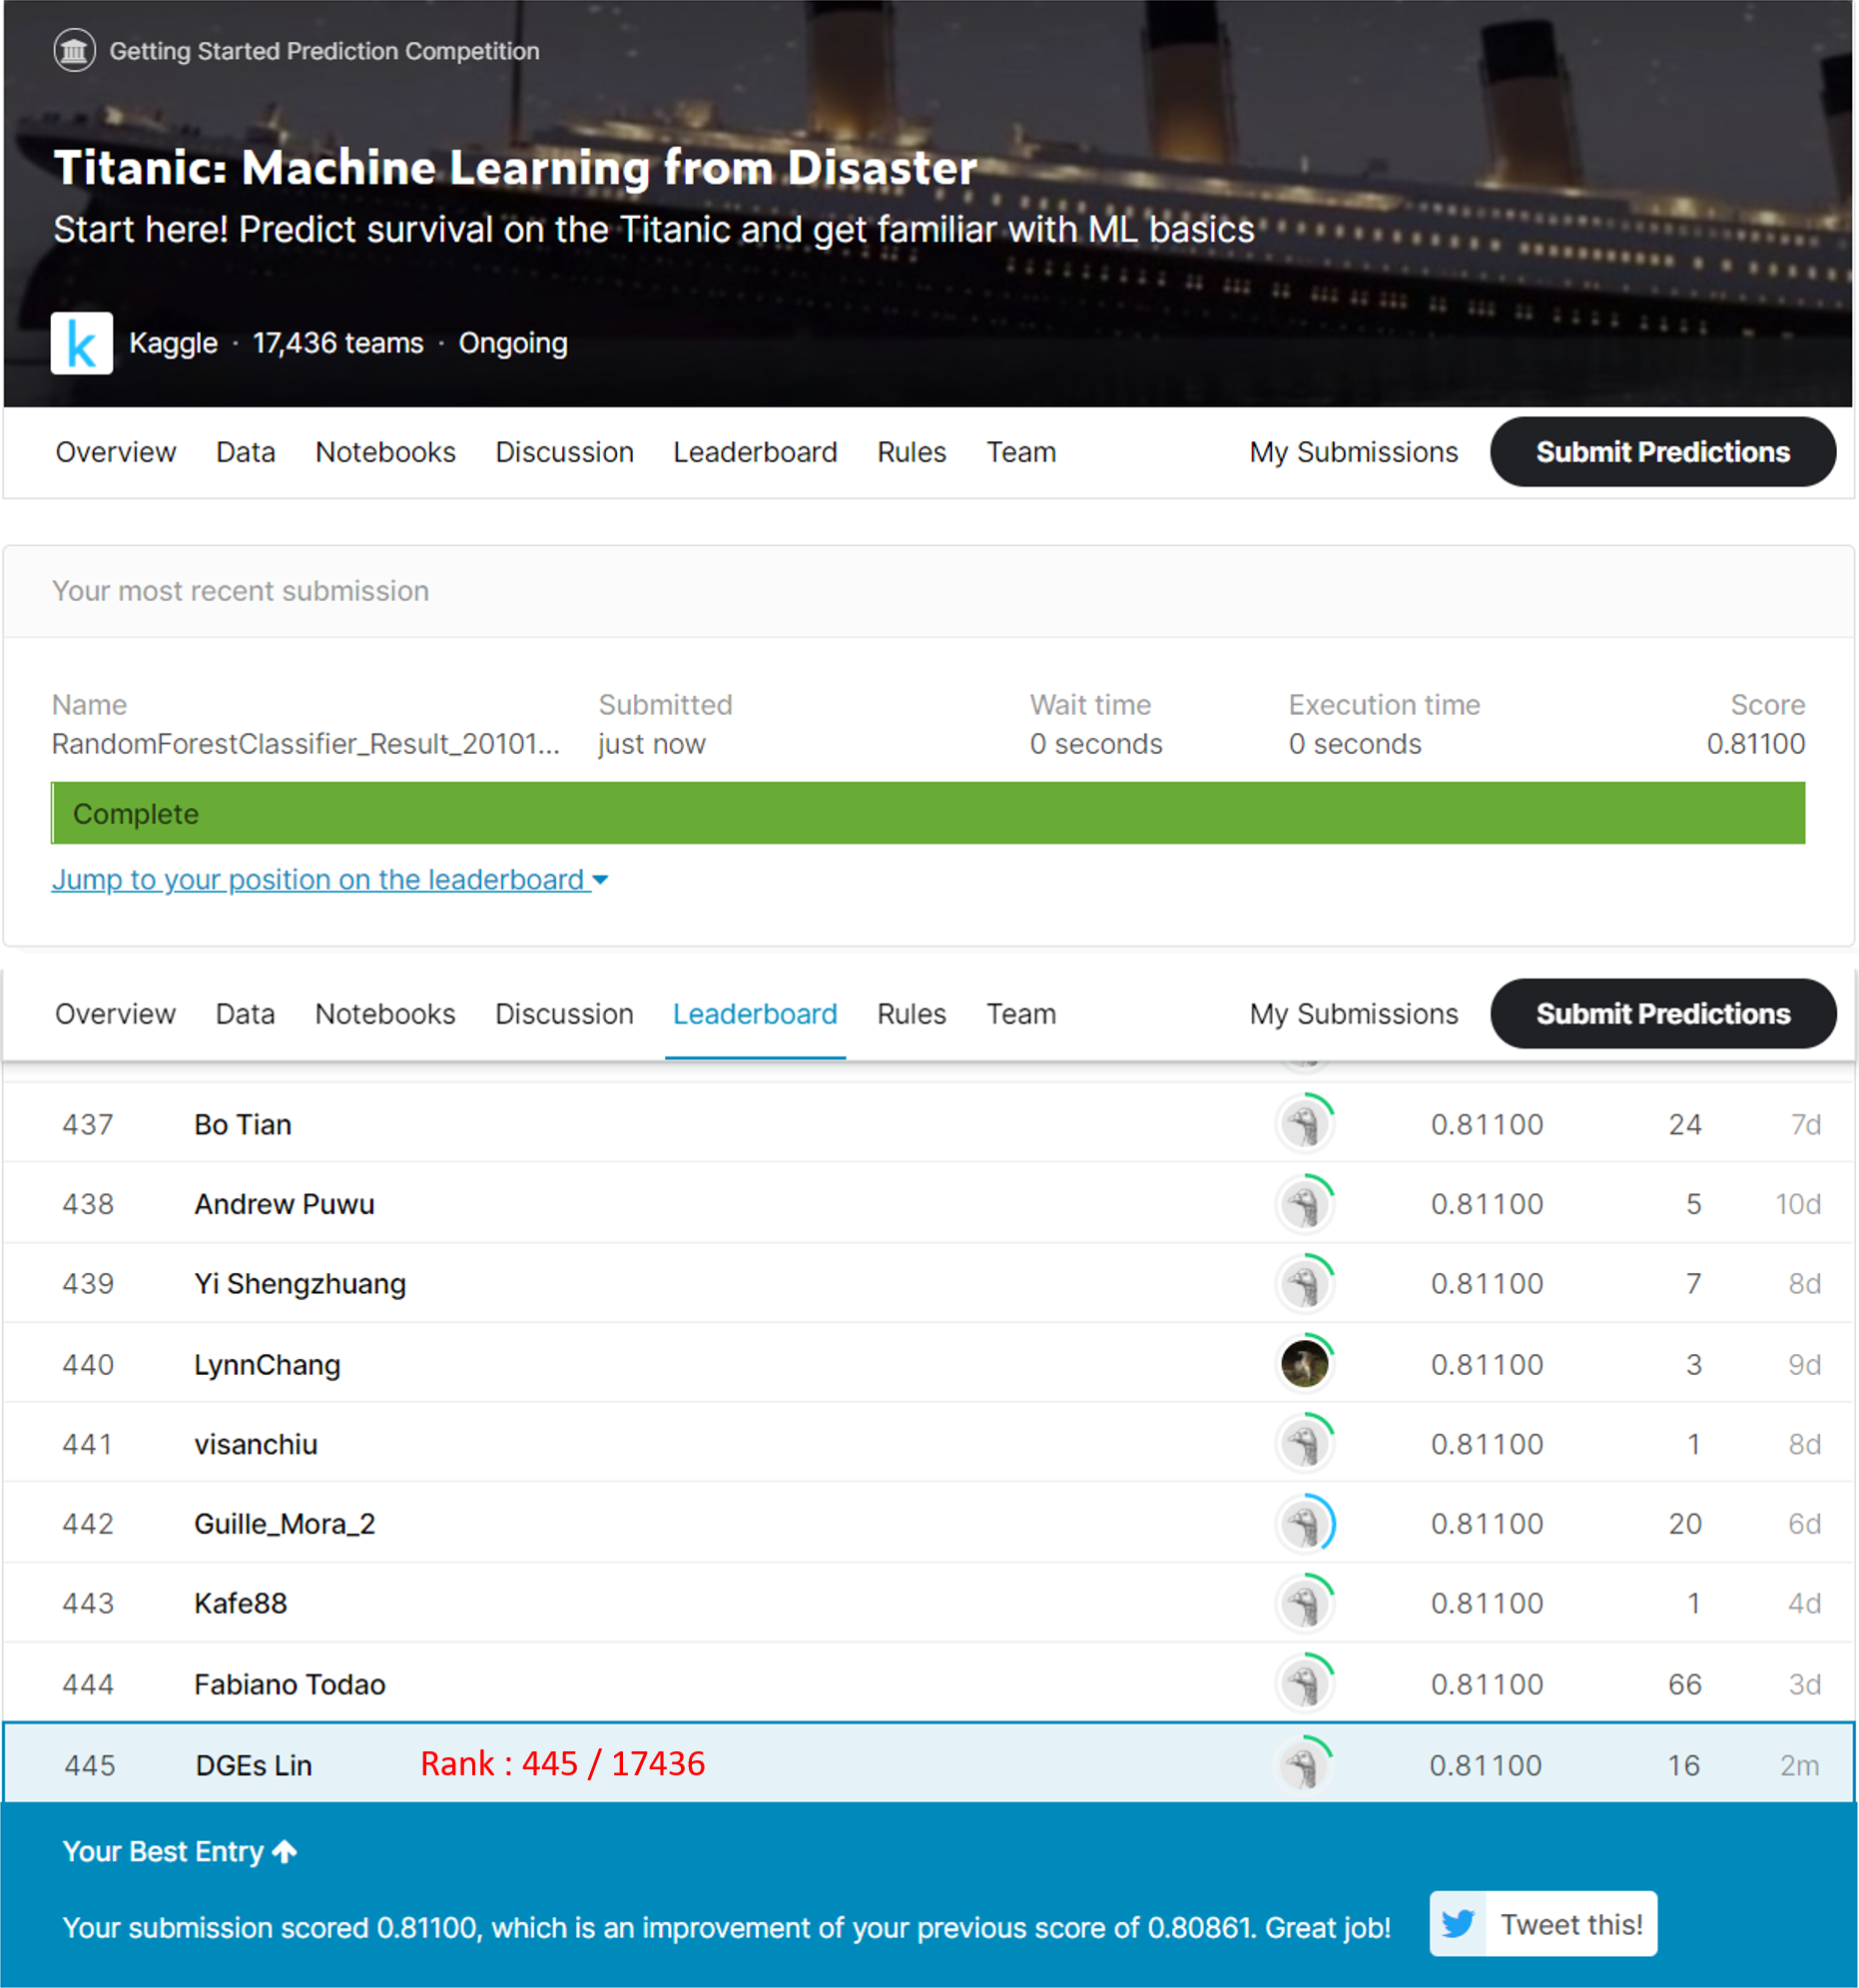 Getting Started Prediction Competition
Titanic: Machine Learning from Disaster
Start here! Predict survival on the Titanic and get familiar with ML basics
k Kaggle · 17,436 teams · Ongoing
Overview Data Notebooks Discussion Leaderboard Rules Team My Submissions Submit Predictions
Your most recent submission
Name Submitted Wait time Execution time Score
RandomForestClassifier_Result_20101... just now 0 seconds 0 seconds 0.81100
Complete
Jump to your position on the leaderboard
Overview Data Notebooks Discussion Leaderboard Rules Team My Submissions Submit Predictions
437 Bo Tian 0.81100 24 7d
438 Andrew Puwu 0.81100 5 10d
439 Yi Shengzhuang 0.81100 7 8d
440 LynnChang 0.81100 3 9d
441 visanchiu 0.81100 1 8d
442 Guille_Mora_2 0.81100 20 6d
443 Kafe88 0.81100 1 4d
444 Fabiano Todao 0.81100 66 3d
445 DGEs Lin Rank : 445 / 17436 0.81100 16 2m
Your Best Entry
Your submission scored 0.81100, which is an improvement of your previous score of 0.80861. Great job! Tweet this!